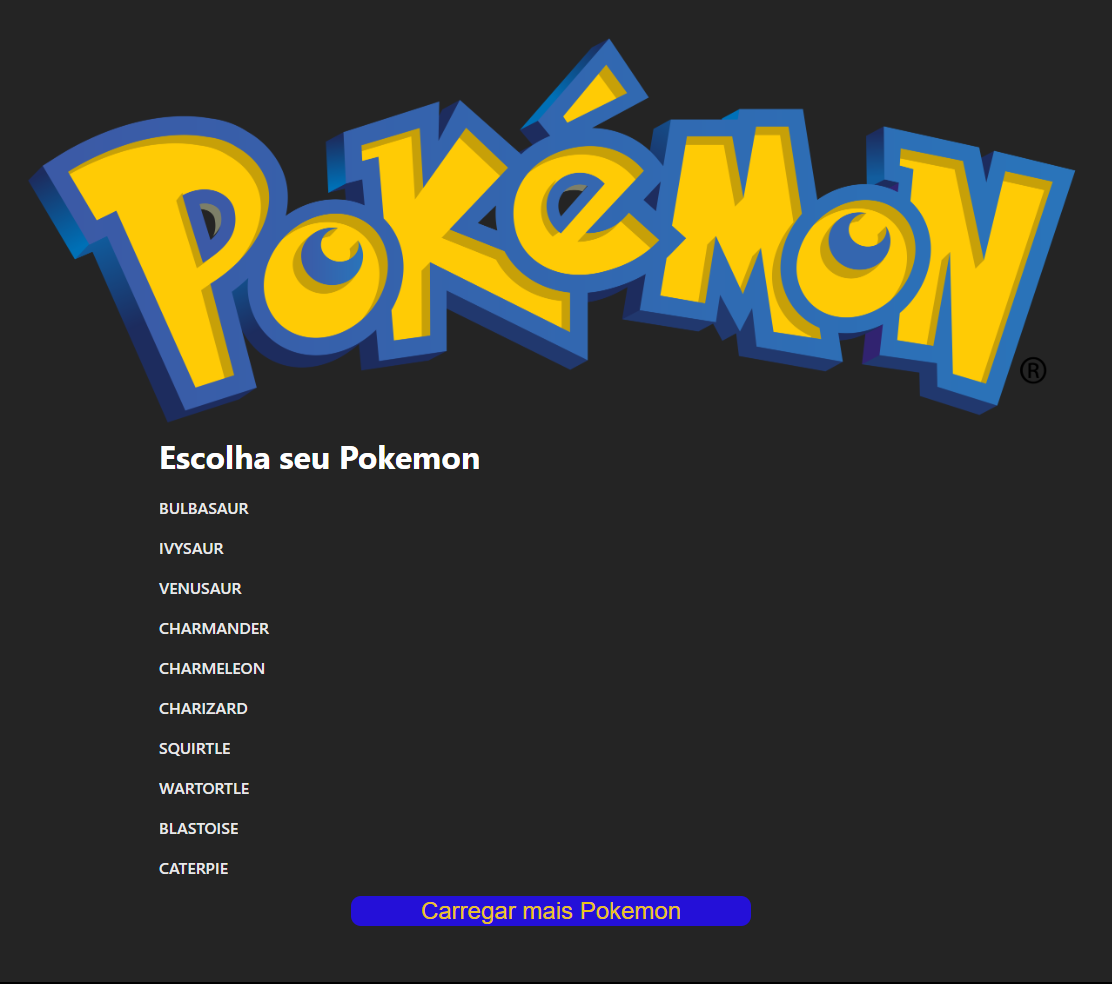 POKéMON
®
Escolha seu Pokemon
BULBASAUR
IVYSAUR
VENUSAUR
CHARMANDER
CHARMELEON
CHARIZARD
SQUIRTLE
WARTORTLE
BLASTOISE
CATERPIE
Carregar mais Pokemon